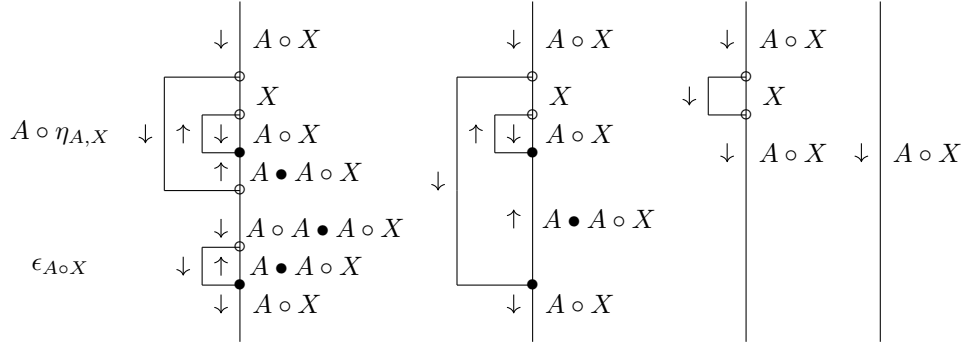 ↓ A ∘ X ↓ A ∘ X ↓ A ∘ X
X X ↓ X
A ∘ η_{A,X} ↓ ↑ ↓ A ∘ X ↑ ↓ A ∘ X
↓ A ∘ X ↓ A ∘ X
↑ A • A ∘ X
↓
↑ A • A ∘ X
↓ A ∘ A • A ∘ X
ϵ_{A∘X} ↓ ↑ A • A ∘ X
↓ A ∘ X ↓ A ∘ X